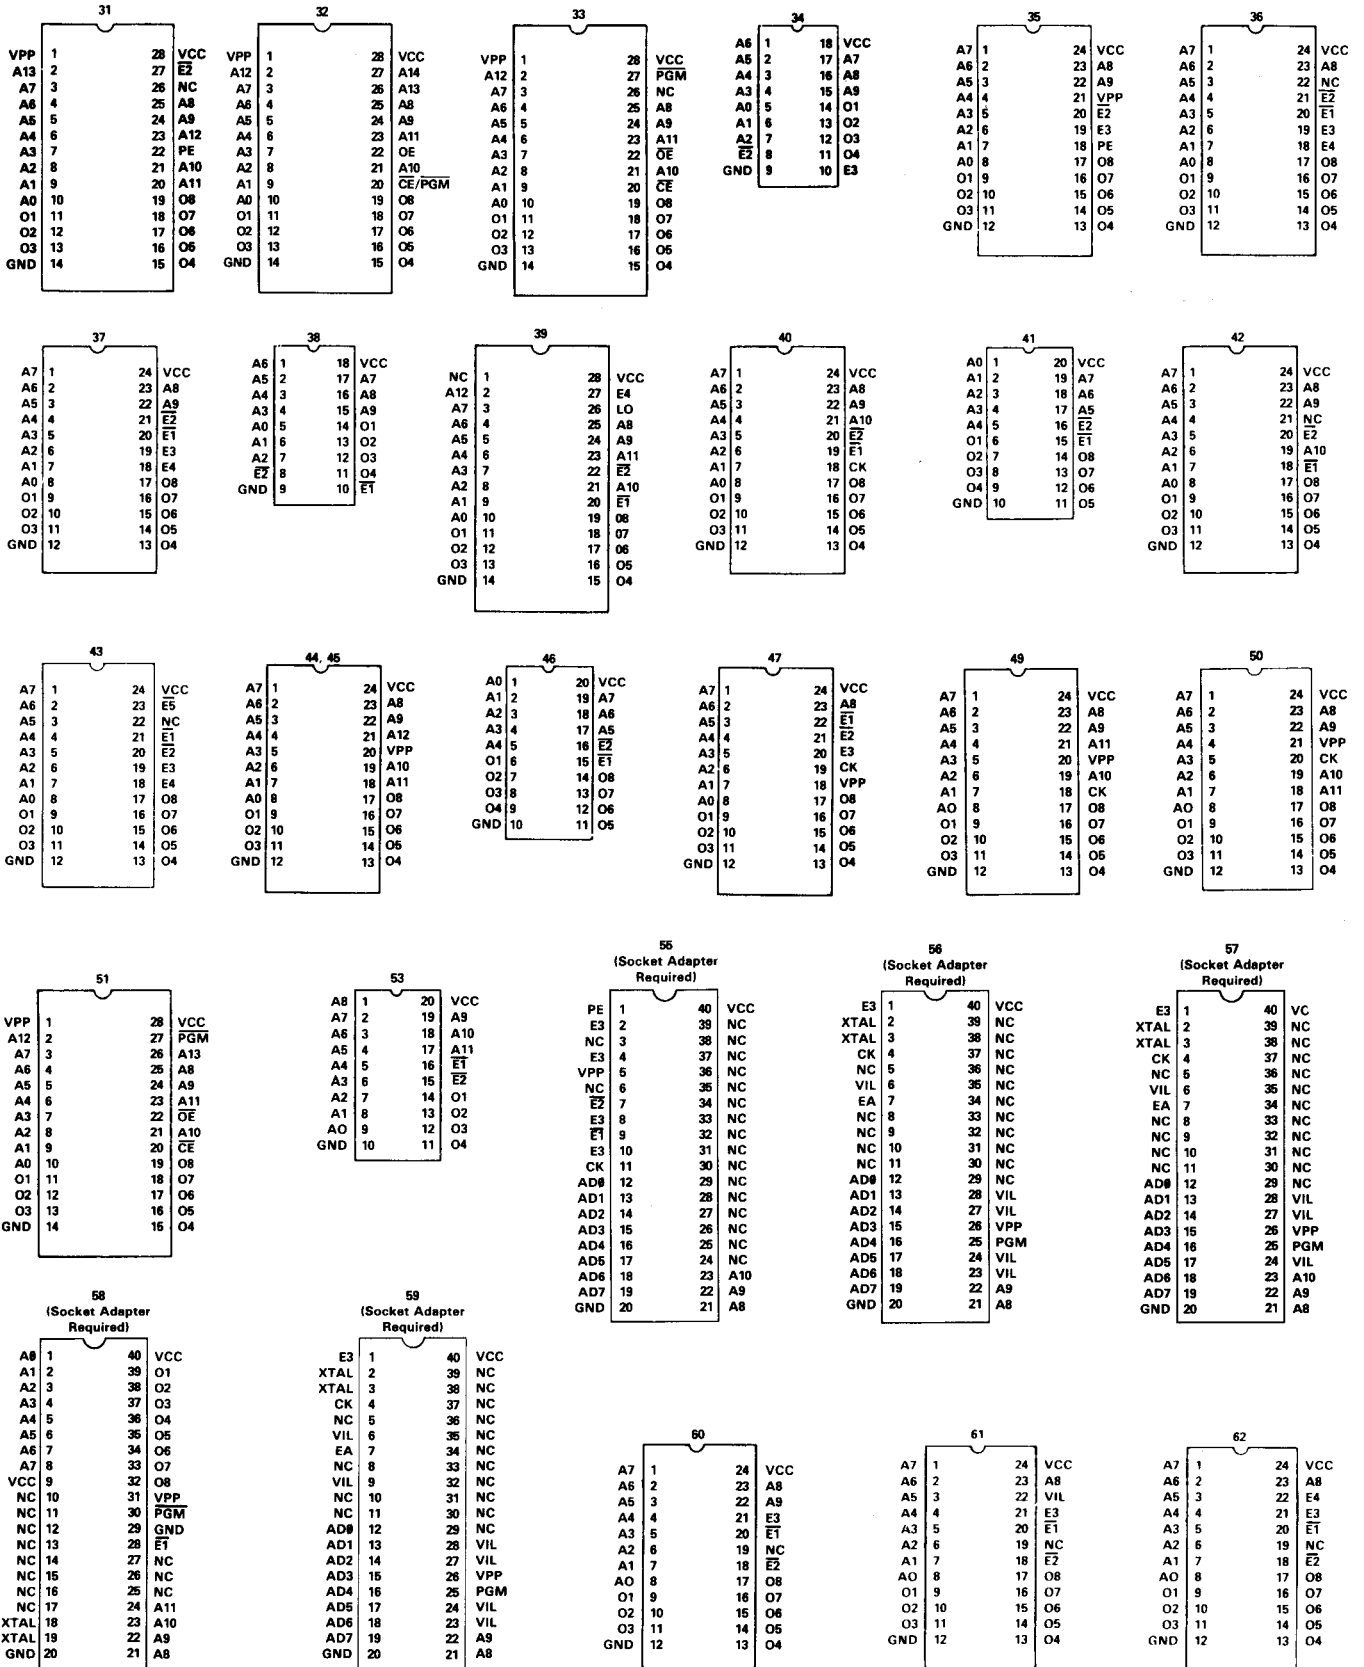 31
VPP 1 28 VCC
A13 2 27 E̅2̅
A7 3 26 NC
A6 4 25 A8
A5 5 24 A9
A4 6 23 A12
A3 7 22 PE
A2 8 21 A10
A1 9 20 A11
A0 10 19 O8
O1 11 18 O7
O2 12 17 O6
O3 13 16 O5
GND 14 15 O4
32
VPP 1 28 VCC
A12 2 27 A14
A7 3 26 A13
A6 4 25 A8
A5 5 24 A9
A4 6 23 A11
A3 7 22 OE
A2 8 21 A10
A1 9 20 C̅E̅/P̅G̅M̅
A0 10 19 O8
O1 11 18 O7
O2 12 17 O6
O3 13 16 O5
GND 14 15 O4
33
VPP 1 28 VCC
A12 2 27 P̅G̅M̅
A7 3 26 NC
A6 4 25 A8
A5 5 24 A9
A4 6 23 A11
A3 7 22 O̅E̅
A2 8 21 A10
A1 9 20 C̅E̅
A0 10 19 O8
O1 11 18 O7
O2 12 17 O6
O3 13 16 O5
GND 14 15 O4
34
A6 1 18 VCC
A5 2 17 A7
A4 3 16 A8
A3 4 15 A9
A0 5 14 O1
A1 6 13 O2
A2 7 12 O3
E̅2̅ 8 11 O4
GND 9 10 E3
35
A7 1 24 VCC
A6 2 23 A8
A5 3 22 A9
A4 4 21 VPP
A3 5 20 E̅2̅
A2 6 19 E3
A1 7 18 PE
A0 8 17 O8
O1 9 16 O7
O2 10 15 O6
O3 11 14 O5
GND 12 13 O4
36
A7 1 24 VCC
A6 2 23 A8
A5 3 22 NC
A4 4 21 E̅2̅
A3 5 20 E̅1̅
A2 6 19 E3
A1 7 18 E4
A0 8 17 O8
O1 9 16 O7
O2 10 15 O6
O3 11 14 O5
GND 12 13 O4
37
A7 1 24 VCC
A6 2 23 A8
A5 3 22 A9
A4 4 21 E̅2̅
A3 5 20 E̅1̅
A2 6 19 E3
A1 7 18 E4
A0 8 17 O8
O1 9 16 O7
O2 10 15 O6
O3 11 14 O5
GND 12 13 O4
38
A6 1 18 VCC
A5 2 17 A7
A4 3 16 A8
A3 4 15 A9
A0 5 14 O1
A1 6 13 O2
A2 7 12 O3
E̅2̅ 8 11 O4
GND 9 10 E̅1̅
39
NC 1 28 VCC
A12 2 27 E4
A7 3 26 LO
A6 4 25 A8
A5 5 24 A9
A4 6 23 A11
A3 7 22 E̅2̅
A2 8 21 A10
A1 9 20 E̅1̅
A0 10 19 08
O1 11 18 07
O2 12 17 06
O3 13 16 O5
GND 14 15 O4
40
A7 1 24 VCC
A6 2 23 A8
A5 3 22 A9
A4 4 21 A10
A3 5 20 E̅2̅
A2 6 19 E̅1̅
A1 7 18 CK
A0 8 17 O8
O1 9 16 O7
O2 10 15 O6
O3 11 14 O5
GND 12 13 O4
41
A0 1 20 VCC
A1 2 19 A7
A2 3 18 A6
A3 4 17 A5
A4 5 16 E̅2̅
O1 6 15 E̅1̅
O2 7 14 O8
O3 8 13 O7
O4 9 12 O6
GND 10 11 O5
42
A7 1 24 VCC
A6 2 23 A8
A5 3 22 A9
A4 4 21 NC
A3 5 20 E̅2̅
A2 6 19 A10
A1 7 18 E̅1̅
A0 8 17 O8
O1 9 16 O7
O2 10 15 O6
O3 11 14 O5
GND 12 13 O4
43
A7 1 24 VCC
A6 2 23 E̅5̅
A5 3 22 NC
A4 4 21 E̅1̅
A3 5 20 E̅2̅
A2 6 19 E3
A1 7 18 E4
A0 8 17 O8
O1 9 16 O7
O2 10 15 O6
O3 11 14 O5
GND 12 13 O4
44, 45
A7 1 24 VCC
A6 2 23 A8
A5 3 22 A9
A4 4 21 A12
A3 5 20 VPP
A2 6 19 A10
A1 7 18 A11
A0 8 17 O8
O1 9 16 O7
O2 10 15 O6
O3 11 14 O5
GND 12 13 O4
46
A0 1 20 VCC
A1 2 19 A7
A2 3 18 A6
A3 4 17 A5
A4 5 16 E̅2̅
O1 6 15 E̅1̅
O2 7 14 O8
O3 8 13 O7
O4 9 12 O6
GND 10 11 O5
47
A7 1 24 VCC
A6 2 23 A8
A5 3 22 E̅1̅
A4 4 21 E̅2̅
A3 5 20 E3
A2 6 19 CK
A1 7 18 VPP
A0 8 17 O8
O1 9 16 O7
O2 10 15 O6
O3 11 14 O5
GND 12 13 O4
49
A7 1 24 VCC
A6 2 23 A8
A5 3 22 A9
A4 4 21 A11
A3 5 20 VPP
A2 6 19 A10
A1 7 18 CK
AO 8 17 O8
O1 9 16 O7
O2 10 15 O6
O3 11 14 O5
GND 12 13 O4
50
A7 1 24 VCC
A6 2 23 A8
A5 3 22 A9
A4 4 21 VPP
A3 5 20 CK
A2 6 19 A10
A1 7 18 A11
AO 8 17 O8
O1 9 16 O7
O2 10 15 O6
O3 11 14 O5
GND 12 13 O4
51
VPP 1 28 VCC
A12 2 27 P̅G̅M̅
A7 3 26 A13
A6 4 25 A8
A5 5 24 A9
A4 6 23 A11
A3 7 22 O̅E̅
A2 8 21 A10
A1 9 20 C̅E̅
A0 10 19 O8
O1 11 18 O7
O2 12 17 O6
O3 13 16 O5
GND 14 15 O4
53
A8 1 20 VCC
A7 2 19 A9
A6 3 18 A10
A5 4 17 A11
A4 5 16 E̅1̅
A3 6 15 E̅2̅
A2 7 14 O1
A1 8 13 O2
AO 9 12 O3
GND 10 11 O4
55
(Socket Adapter
Required)
PE 1 40 VCC
E3 2 39 NC
NC 3 38 NC
E3 4 37 NC
VPP 5 36 NC
NC 6 35 NC
E̅2̅ 7 34 NC
E3 8 33 NC
E̅1̅ 9 32 NC
E3 10 31 NC
CK 11 30 NC
AD0 12 29 NC
AD1 13 28 NC
AD2 14 27 NC
AD3 15 26 NC
AD4 16 25 NC
AD5 17 24 NC
AD6 18 23 A10
AD7 19 22 A9
GND 20 21 A8
56
(Socket Adapter
Required)
E3 1 40 VCC
XTAL 2 39 NC
XTAL 3 38 NC
CK 4 37 NC
NC 5 36 NC
VIL 6 35 NC
EA 7 34 NC
NC 8 33 NC
NC 9 32 NC
NC 10 31 NC
NC 11 30 NC
AD0 12 29 NC
AD1 13 28 VIL
AD2 14 27 VIL
AD3 15 26 VPP
AD4 16 25 PGM
AD5 17 24 VIL
AD6 18 23 VIL
AD7 19 22 A9
GND 20 21 A8
57
(Socket Adapter
Required)
E3 1 40 VC
XTAL 2 39 NC
XTAL 3 38 NC
CK 4 37 NC
NC 5 36 NC
VIL 6 35 NC
EA 7 34 NC
NC 8 33 NC
NC 9 32 NC
NC 10 31 NC
NC 11 30 NC
AD0 12 29 NC
AD1 13 28 VIL
AD2 14 27 VIL
AD3 15 26 VPP
AD4 16 25 PGM
AD5 17 24 VIL
AD6 18 23 A10
AD7 19 22 A9
GND 20 21 A8
58
(Socket Adapter
Required)
A0 1 40 VCC
A1 2 39 O1
A2 3 38 O2
A3 4 37 O3
A4 5 36 O4
A5 6 35 O5
A6 7 34 O6
A7 8 33 O7
VCC 9 32 O8
NC 10 31 VPP
NC 11 30 P̅G̅M̅
NC 12 29 GND
NC 13 28 E̅1̅
NC 14 27 NC
NC 15 26 NC
NC 16 25 NC
NC 17 24 A11
XTAL 18 23 A10
XTAL 19 22 A9
GND 20 21 A8
59
(Socket Adapter
Required)
E3 1 40 VCC
XTAL 2 39 NC
XTAL 3 38 NC
CK 4 37 NC
NC 5 36 NC
VIL 6 35 NC
EA 7 34 NC
NC 8 33 NC
VIL 9 32 NC
NC 10 31 NC
NC 11 30 NC
AD0 12 29 NC
AD1 13 28 VIL
AD2 14 27 VIL
AD3 15 26 VPP
AD4 16 25 PGM
AD5 17 24 VIL
AD6 18 23 VIL
AD7 19 22 A9
GND 20 21 A8
60
A7 1 24 VCC
A6 2 23 A8
A5 3 22 A9
A4 4 21 E3
A3 5 20 E̅1̅
A2 6 19 NC
A1 7 18 E̅2̅
AO 8 17 O8
O1 9 16 O7
O2 10 15 O6
O3 11 14 O5
GND 12 13 O4
61
A7 1 24 VCC
A6 2 23 A8
A5 3 22 VIL
A4 4 21 E3
A3 5 20 E̅1̅
A2 6 19 NC
A1 7 18 E̅2̅
AO 8 17 O8
O1 9 16 O7
O2 10 15 O6
O3 11 14 O5
GND 12 13 O4
62
A7 1 24 VCC
A6 2 23 A8
A5 3 22 E4
A4 4 21 E3
A3 5 20 E̅1̅
A2 6 19 NC
A1 7 18 E̅2̅
AO 8 17 O8
O1 9 16 O7
O2 10 15 O6
O3 11 14 O5
GND 12 13 O4